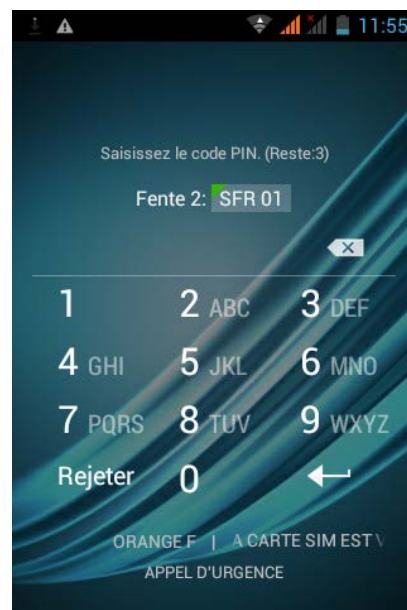 11:55
Saisissez le code PIN. (Reste:3)
Fente 2: SFR 01
1 2 ABC 3 DEF
4 GHI 5 JKL 6 MNO
7 PQRS 8 TUV 9 WXYZ
Rejeter 0
ORANGE F | A CARTE SIM EST
APPEL D'URGENCE